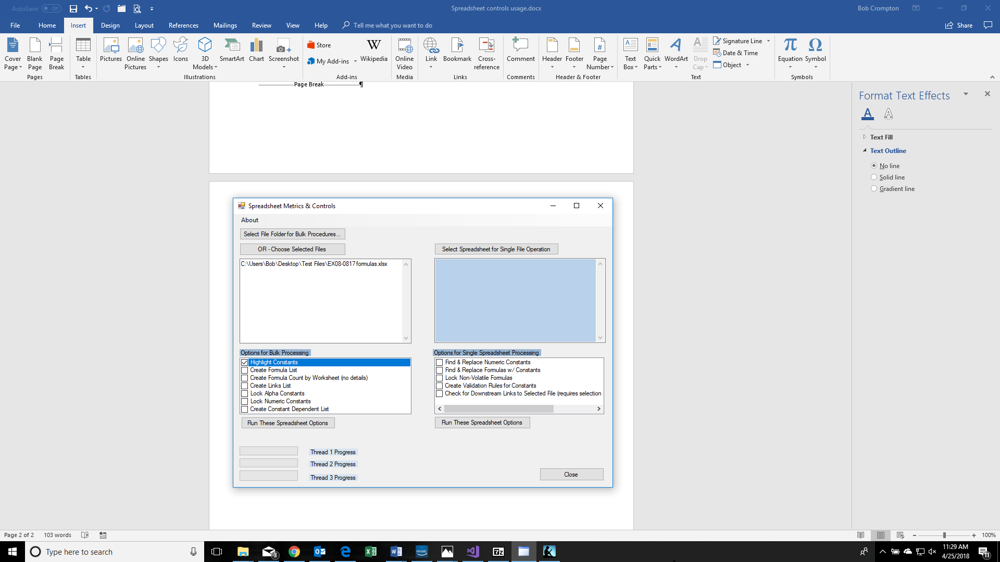 AutoSave Off
Spreadsheet controls usage.docx
Bob Crompton
File Home Insert Design Layout References Mailings Review View Help Tell me what you want to do Share
Cover Page
Blank Page
Page Break
Pages
Table
Tables
Pictures
Online Pictures
Shapes
Icons
3D Models
SmartArt
Chart
Screenshot
Illustrations
Store
My Add-ins
W
Wikipedia
Add-ins
Online Video
Media
Link
Bookmark
Cross-reference
Links
Comment
Comments
Header
Footer
#
Page Number
Header & Footer
A
Text Box
Quick Parts
A
WordArt
A
Drop Cap
Signature Line
Date & Time
Object
Text
π
Equation
Ω
Symbol
Symbols
Page Break ¶
Format Text Effects
A A
Text Fill
Text Outline
No line
Solid line
Gradient line
Spreadsheet Metrics & Controls
About
Select File Folder for Bulk Procedures...
OR - Choose Selected Files
Select Spreadsheet for Single File Operation
C:\Users\Bob\Desktop\Test Files\EX08-0817 formulas.xlsx
Options for Bulk Processing
Highlight Constants
Create Formula List
Create Formula Count by Worksheet (no details)
Create Links List
Lock Alpha Constants
Lock Numeric Constants
Create Constant Dependent List
Run These Spreadsheet Options
Options for Single Spreadsheet Processing
Find & Replace Numeric Constants
Find & Replace Formulas w/ Constants
Lock Non-Volatile Formulas
Create Validation Rules for Constants
Check for Downstream Links to Selected File (requires selection
Run These Spreadsheet Options
Thread 1 Progress
Thread 2 Progress
Thread 3 Progress
Close
Page 2 of 2 103 words
100%
Type here to search
3
music
7z
11:29 AM
4/25/2018
11